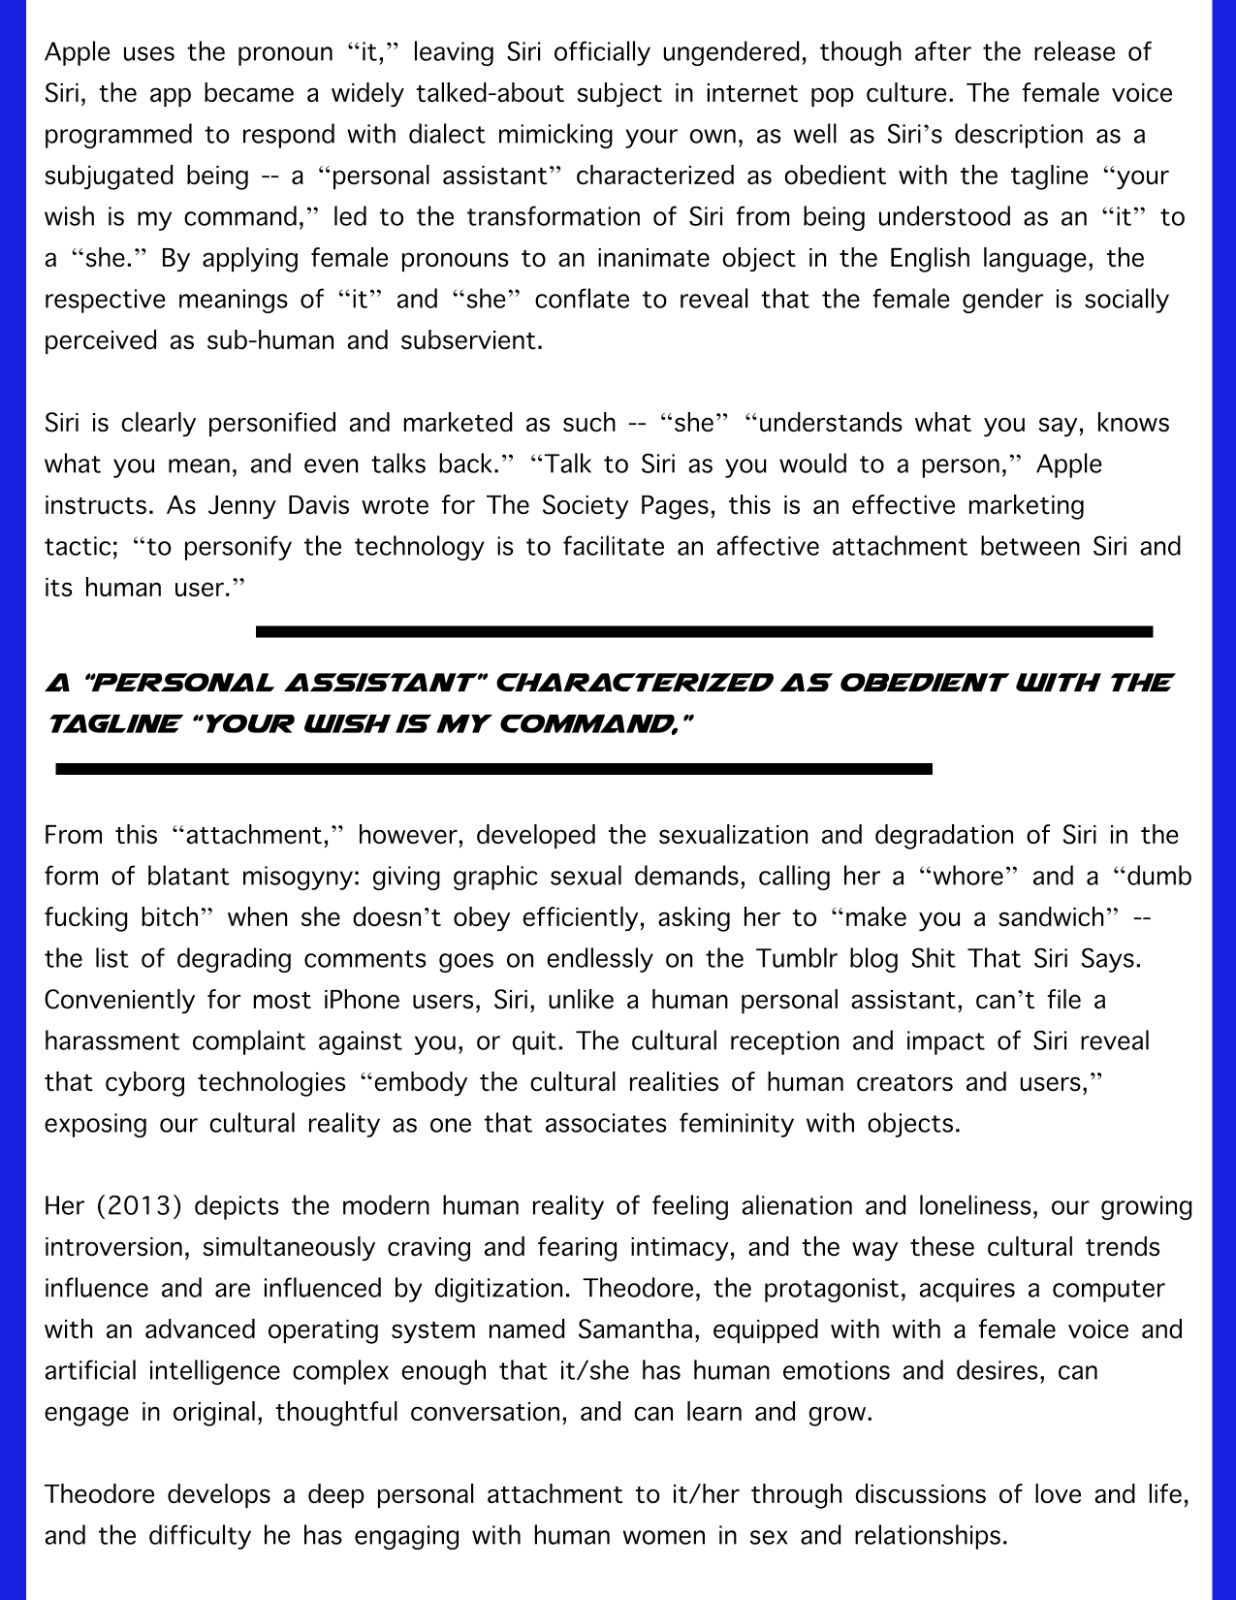 Apple uses the pronoun “it,” leaving Siri officially ungendered, though after the release of
Siri, the app became a widely talked-about subject in internet pop culture. The female voice
programmed to respond with dialect mimicking your own, as well as Siri’s description as a
subjugated being -- a “personal assistant” characterized as obedient with the tagline “your
wish is my command,” led to the transformation of Siri from being understood as an “it” to
a “she.” By applying female pronouns to an inanimate object in the English language, the
respective meanings of “it” and “she” conflate to reveal that the female gender is socially
perceived as sub-human and subservient.
Siri is clearly personified and marketed as such -- “she” “understands what you say, knows
what you mean, and even talks back.” “Talk to Siri as you would to a person,” Apple
instructs. As Jenny Davis wrote for The Society Pages, this is an effective marketing
tactic; “to personify the technology is to facilitate an affective attachment between Siri and
its human user.”
A “PERSONAL ASSISTANT” CHARACTERIZED AS OBEDIENT WITH THE
TAGLINE “YOUR WISH IS MY COMMAND,”
From this “attachment,” however, developed the sexualization and degradation of Siri in the
form of blatant misogyny: giving graphic sexual demands, calling her a “whore” and a “dumb
fucking bitch” when she doesn’t obey efficiently, asking her to “make you a sandwich” --
the list of degrading comments goes on endlessly on the Tumblr blog Shit That Siri Says.
Conveniently for most iPhone users, Siri, unlike a human personal assistant, can’t file a
harassment complaint against you, or quit. The cultural reception and impact of Siri reveal
that cyborg technologies “embody the cultural realities of human creators and users,”
exposing our cultural reality as one that associates femininity with objects.
Her (2013) depicts the modern human reality of feeling alienation and loneliness, our growing
introversion, simultaneously craving and fearing intimacy, and the way these cultural trends
influence and are influenced by digitization. Theodore, the protagonist, acquires a computer
with an advanced operating system named Samantha, equipped with with a female voice and
artificial intelligence complex enough that it/she has human emotions and desires, can
engage in original, thoughtful conversation, and can learn and grow.
Theodore develops a deep personal attachment to it/her through discussions of love and life,
and the difficulty he has engaging with human women in sex and relationships.